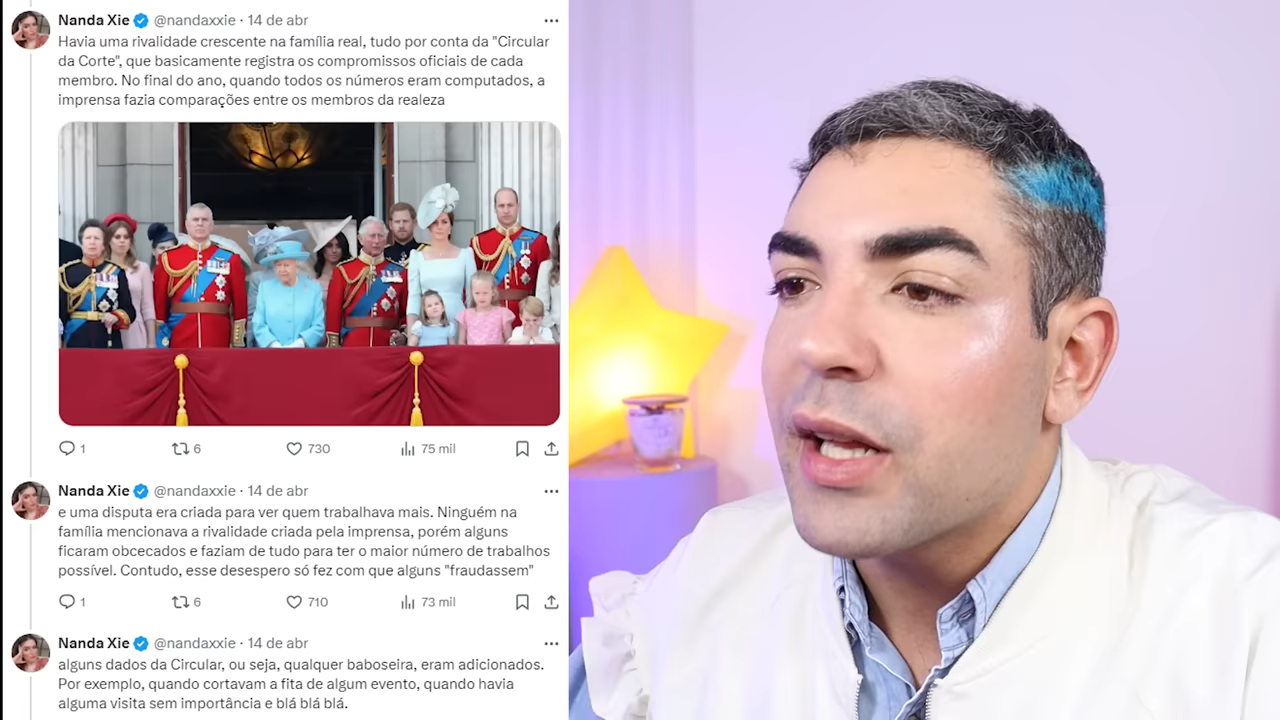 Nanda Xie @nandaxxie · 14 de abr
Havia uma rivalidade crescente na família real, tudo por conta da "Circular
da Corte", que basicamente registra os compromissos oficiais de cada
membro. No final do ano, quando todos os números eram computados, a
imprensa fazia comparações entre os membros da realeza
1 6 730 75 mil
Nanda Xie @nandaxxie · 14 de abr
e uma disputa era criada para ver quem trabalhava mais. Ninguém na
família mencionava a rivalidade criada pela imprensa, porém alguns
ficaram obcecados e faziam de tudo para ter o maior número de trabalhos
possível. Contudo, esse desespero só fez com que alguns "fraudassem"
1 6 710 73 mil
Nanda Xie @nandaxxie · 14 de abr
alguns dados da Circular, ou seja, qualquer baboseira, eram adicionados.
Por exemplo, quando cortavam a fita de algum evento, quando havia
alguma visita sem importância e blá blá blá.